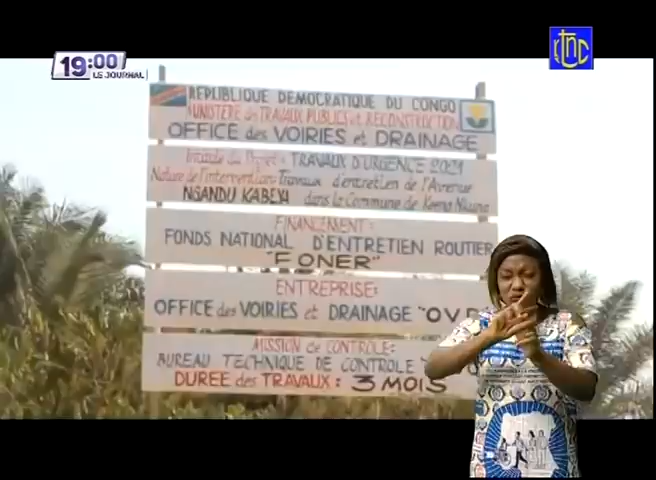 19:00
LE JOURNAL
RTNC
REPUBLIQUE DEMOCRATIQUE DU CONGO
MINISTERE des TRAVAUX PUBLICS et RECONSTRUCTION
OFFICE des VOIRIES et DRAINAGE
Intitulé du Projet : TRAVAUX D'URGENCE 2021
Nature de l'intervention: Travaux d'entretien de l'Avenue
NGANDU KABEYA dans la Commune de
FINANCEMENT:
FONDS NATIONAL D'ENTRETIEN ROUTIER
"FONER"
ENTREPRISE:
OFFICE des VOIRIES et DRAINAGE "OVD
MISSION de CONTROLE:
BUREAU TECHNIQUE de CONTROLE
DUREE des TRAVAUX : 3 MOIS